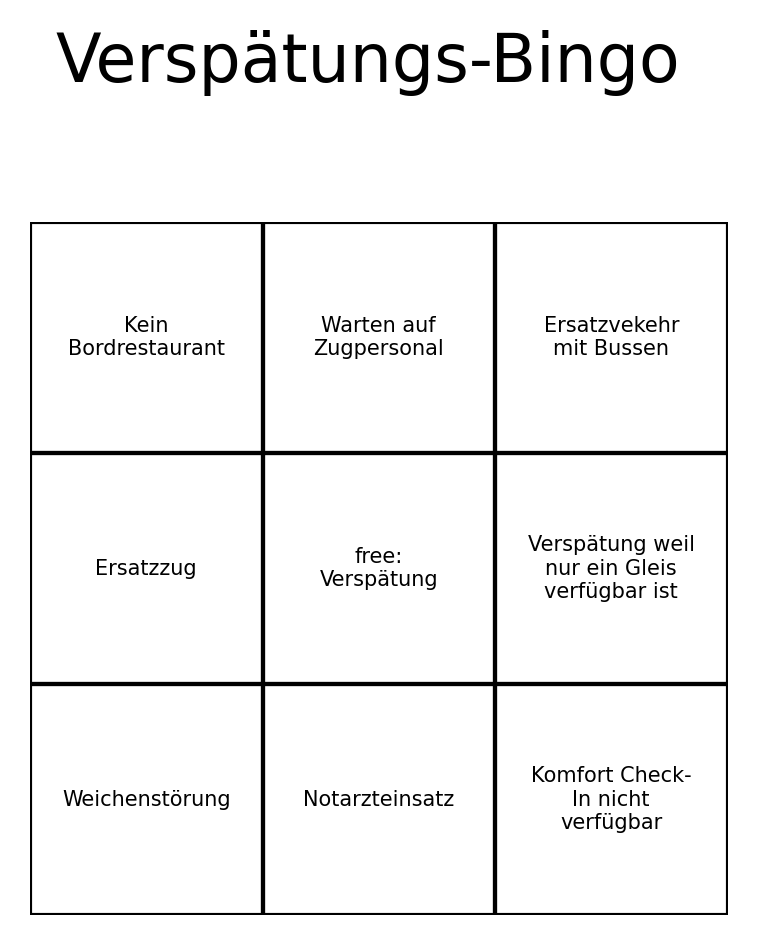 Verspätungs-Bingo
Kein
Bordrestaurant
Warten auf
Zugpersonal
Ersatzvekehr
mit Bussen
Ersatzzug
free:
Verspätung
Verspätung weil
nur ein Gleis
verfügbar ist
Weichenstörung
Notarzteinsatz
Komfort Check-
In nicht
verfügbar